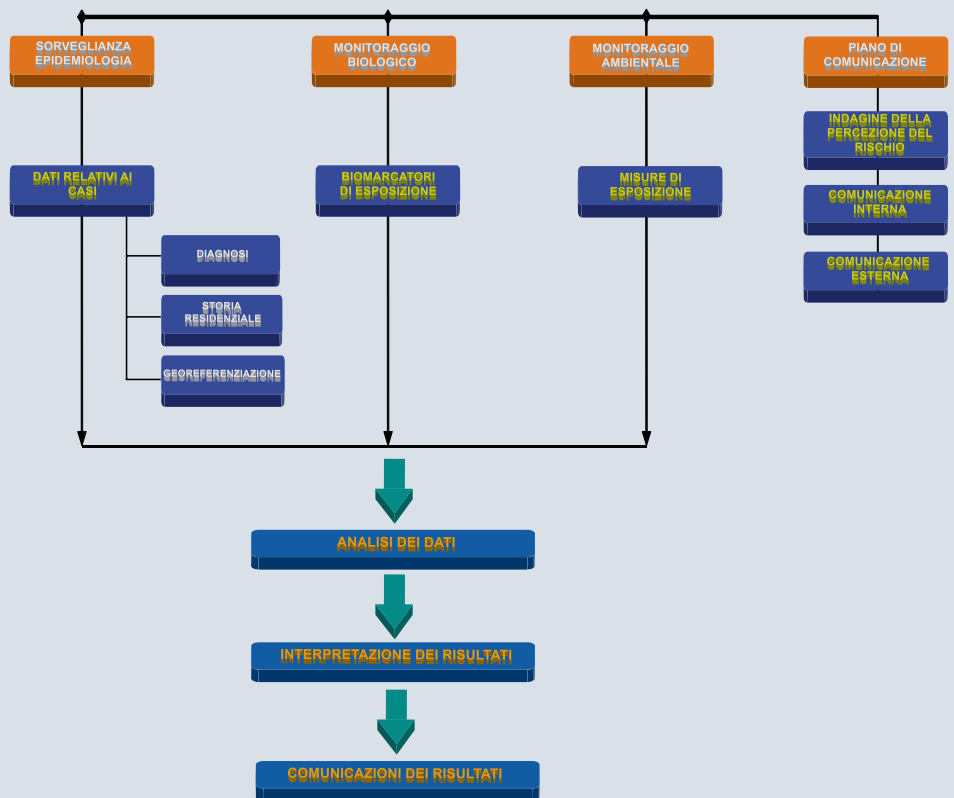 SORVEGLIANZA
EPIDEMIOLOGIA
MONITORAGGIO
BIOLOGICO
MONITORAGGIO
AMBIENTALE
PIANO DI
COMUNICAZIONE
INDAGINE DELLA
PERCEZIONE DEL
RISCHIO
DATI RELATIVI AI
CASI
BIOMARCATORI
DI ESPOSIZIONE
MISURE DI
ESPOSIZIONE
COMUNICAZIONE
INTERNA
DIAGNOSI
COMUNICAZIONE
ESTERNA
STORIA
RESIDENZIALE
GEOREFERENZIAZIONE
ANALISI DEI DATI
INTERPRETAZIONE DEI RISULTATI
COMUNICAZIONI DEI RISULTATI